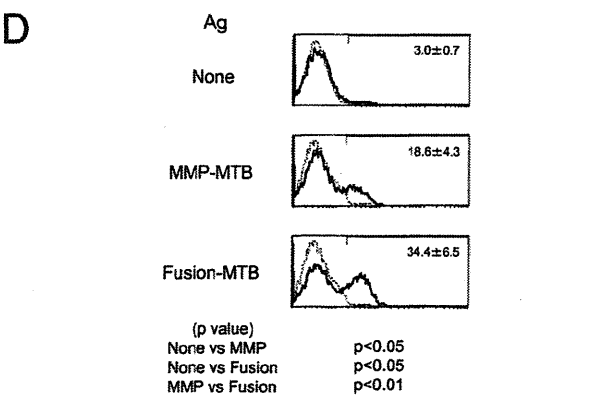 D
Ag
None
3.0±0.7
MMP-MTB
18.6±4.3
Fusion-MTB
34.4±6.5
(p value)
None vs MMP p<0.05
None vs Fusion p<0.05
MMP vs Fusion p<0.01